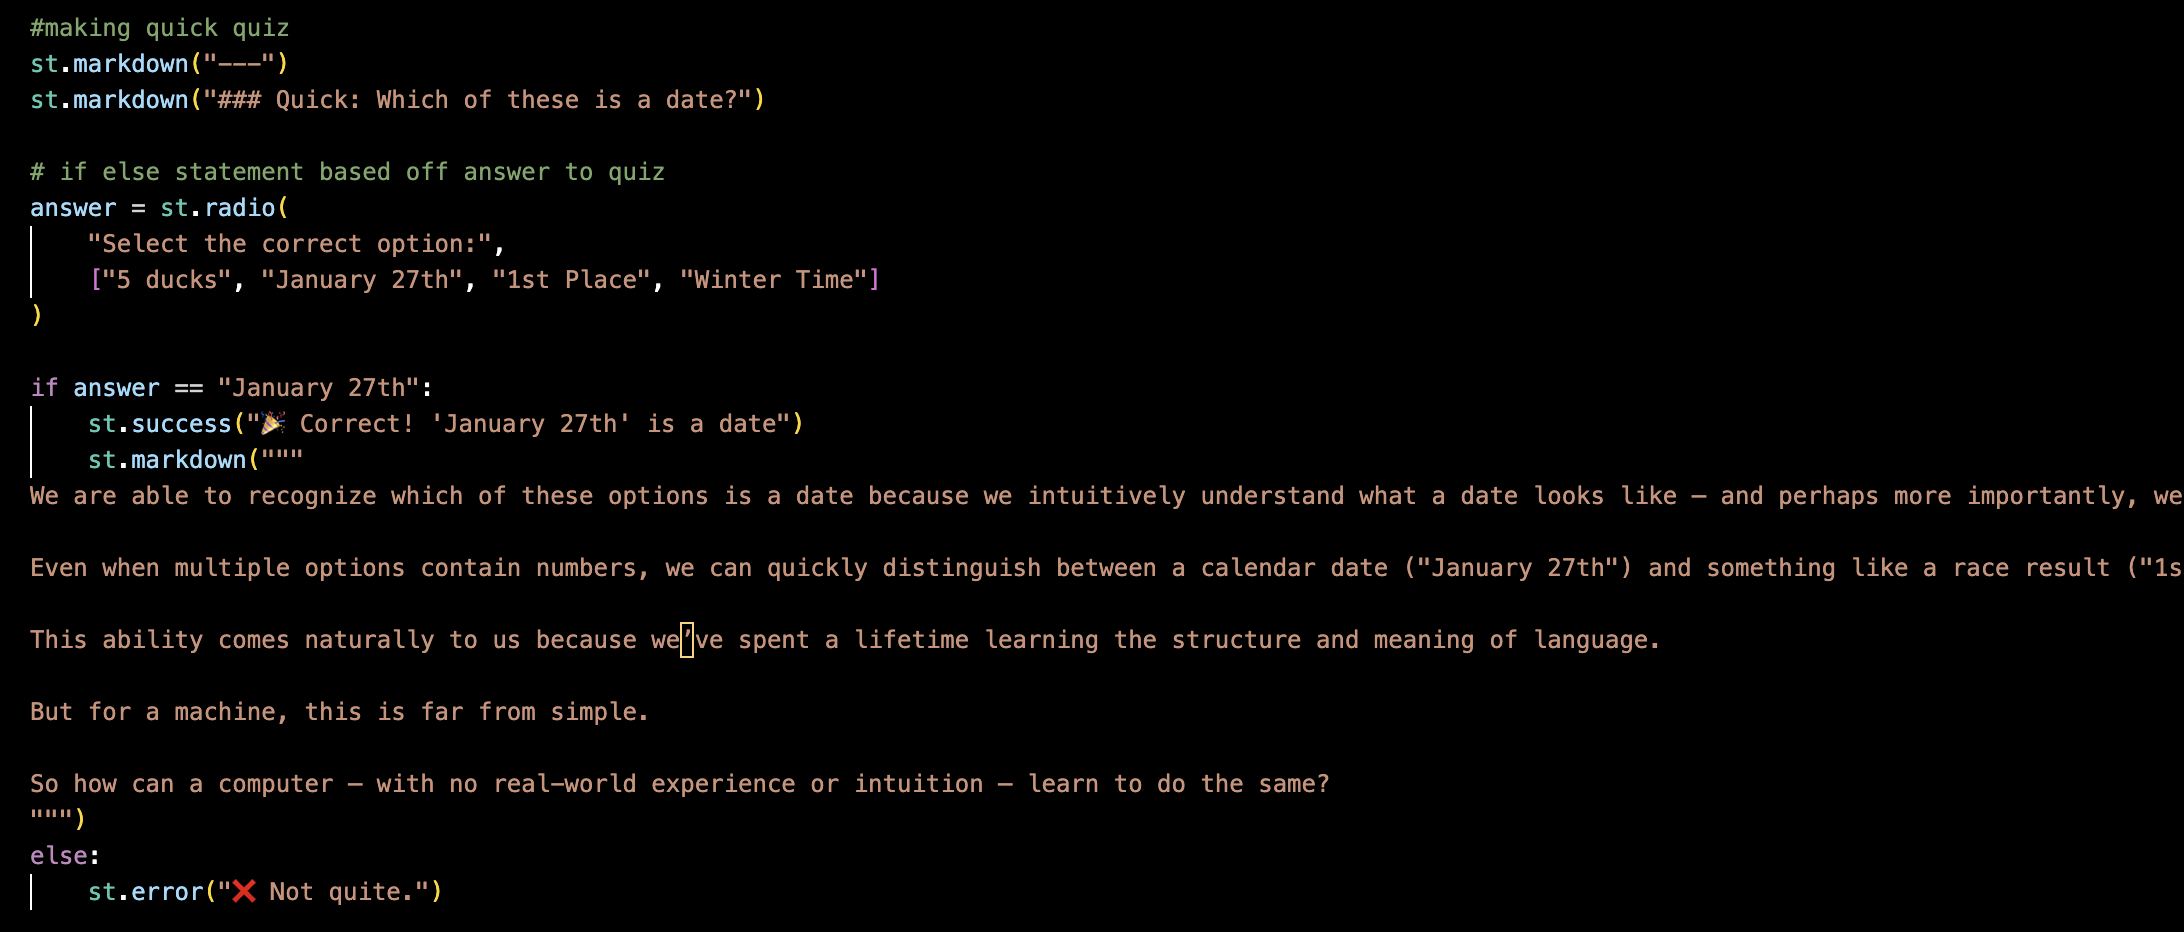 #making quick quiz
st.markdown("---")
st.markdown("### Quick: Which of these is a date?")
# if else statement based off answer to quiz
answer = st.radio(
"Select the correct option:",
["5 ducks", "January 27th", "1st Place", "Winter Time"]
)
if answer == "January 27th":
st.success("🎉 Correct! 'January 27th' is a date")
st.markdown("""
We are able to recognize which of these options is a date because we intuitively understand what a date looks like — and perhaps more importantly, we
Even when multiple options contain numbers, we can quickly distinguish between a calendar date ("January 27th") and something like a race result ("1s
This ability comes naturally to us because we’ve spent a lifetime learning the structure and meaning of language.
But for a machine, this is far from simple.
So how can a computer — with no real-world experience or intuition — learn to do the same?
""")
else:
st.error("❌ Not quite.")